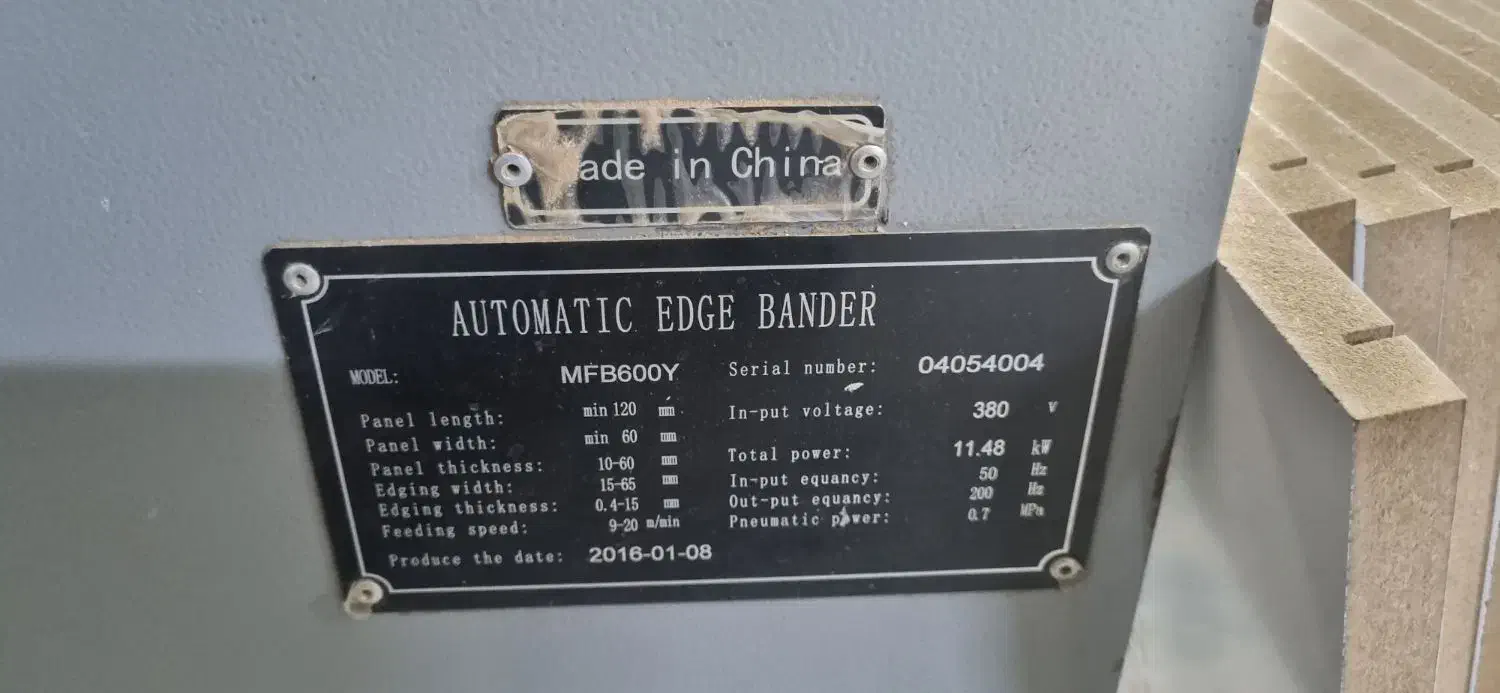 ade in China
AUTOMATIC EDGE BANDER
MODEL: MFB600Y Serial number: 04054004
Panel length: min 120 mm In-put voltage: 380 V
Panel width: min 60 mm Total power: 11.48 kW
Panel thickness: 10-60 mm In-put equancy: 50 Hz
Edging width: 15-65 mm Out-put equancy: 200 Hz
Edging thickness: 0.4-15 mm Pneumatic power: 0.7 MPa
Feeding speed: 9-20 m/min
Produce the date: 2016-01-08